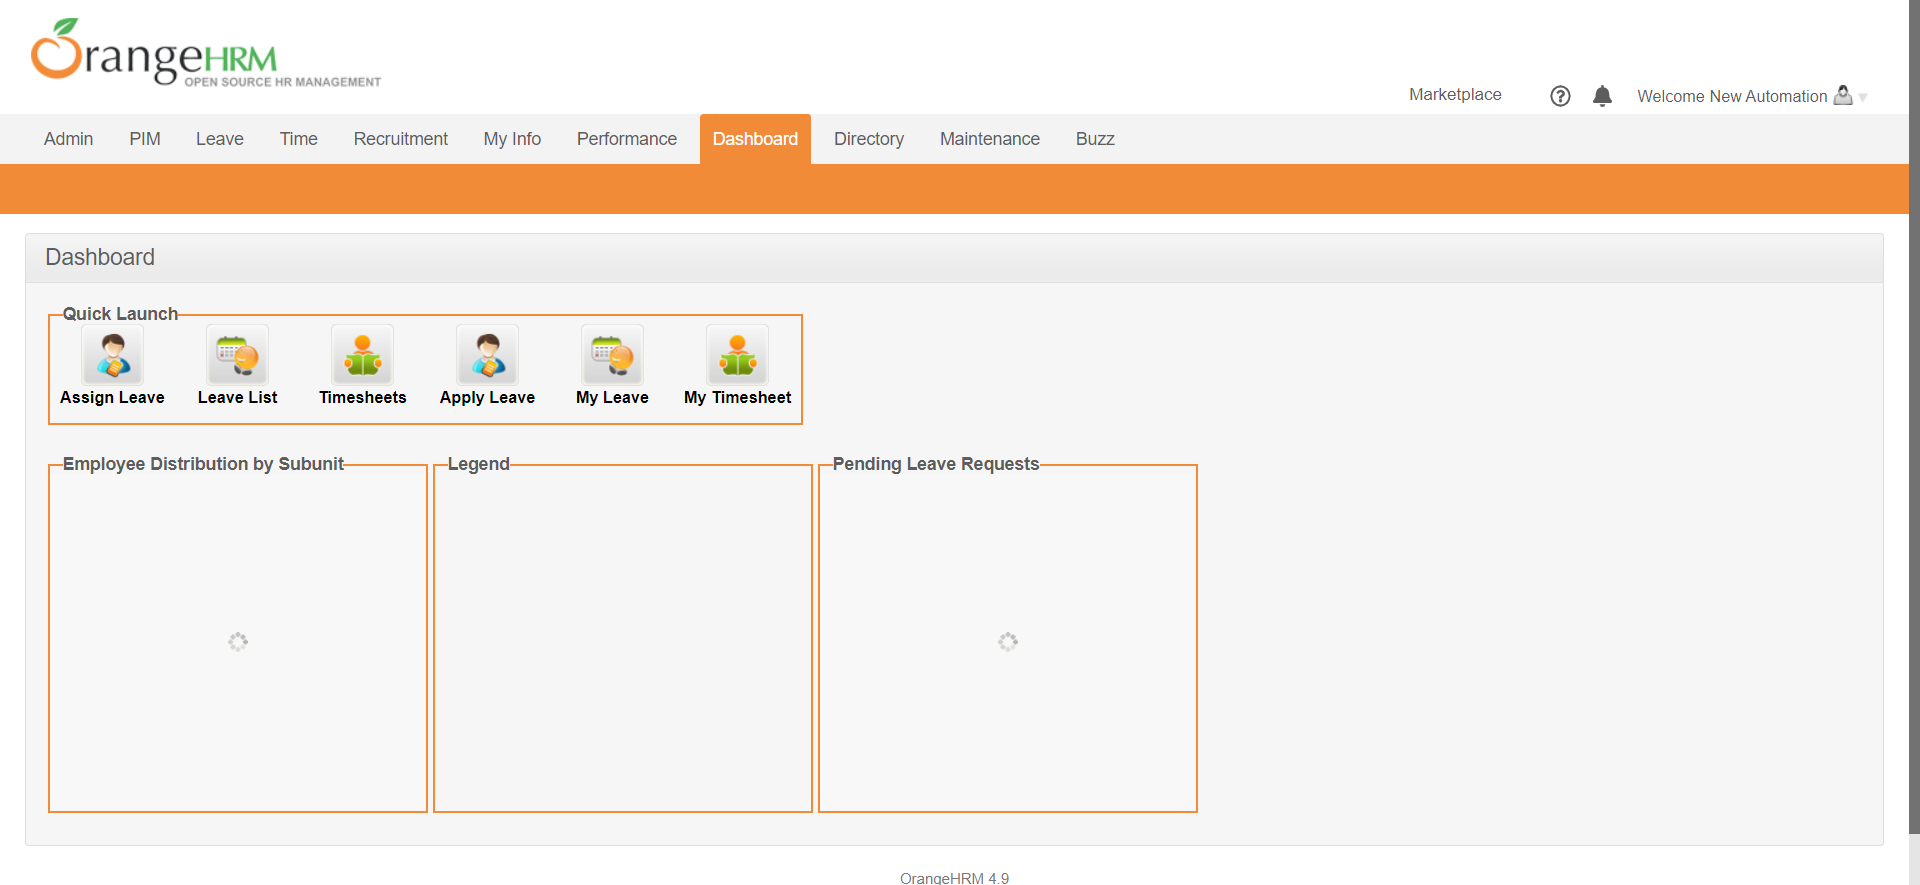 OrangeHRM
OPEN SOURCE HR MANAGEMENT
Marketplace
Welcome New Automation
Admin PIM Leave Time Recruitment My Info Performance Dashboard Directory Maintenance Buzz
Dashboard
Quick Launch
Assign Leave Leave List Timesheets Apply Leave My Leave My Timesheet
Employee Distribution by Subunit Legend Pending Leave Requests
OrangeHRM 4.9